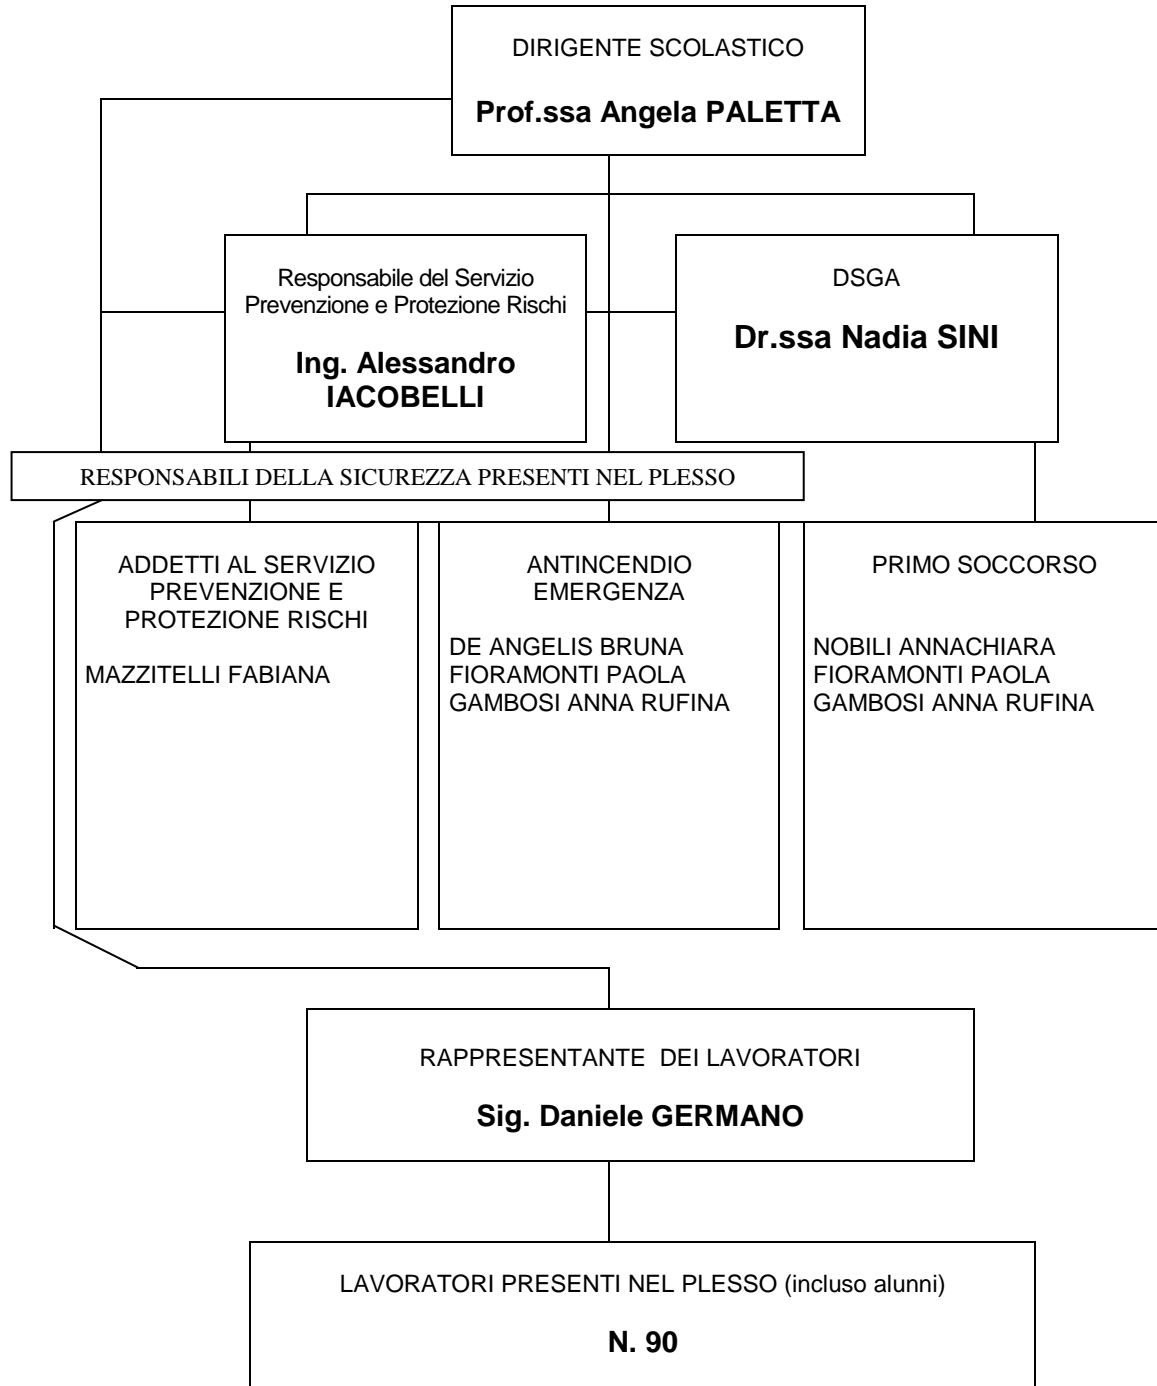 DIRIGENTE SCOLASTICO
Prof.ssa Angela PALETTA
Responsabile del Servizio
Prevenzione e Protezione Rischi
Ing. Alessandro
IACOBELLI
DSGA
Dr.ssa Nadia SINI
RESPONSABILI DELLA SICUREZZA PRESENTI NEL PLESSO
ADDETTI AL SERVIZIO
PREVENZIONE E
PROTEZIONE RISCHI
MAZZITELLI FABIANA
ANTINCENDIO
EMERGENZA
DE ANGELIS BRUNA
FIORAMONTI PAOLA
GAMBOSI ANNA RUFINA
PRIMO SOCCORSO
NOBILI ANNACHIARA
FIORAMONTI PAOLA
GAMBOSI ANNA RUFINA
RAPPRESENTANTE  DEI LAVORATORI
Sig. Daniele GERMANO
LAVORATORI PRESENTI NEL PLESSO (incluso alunni)
N. 90